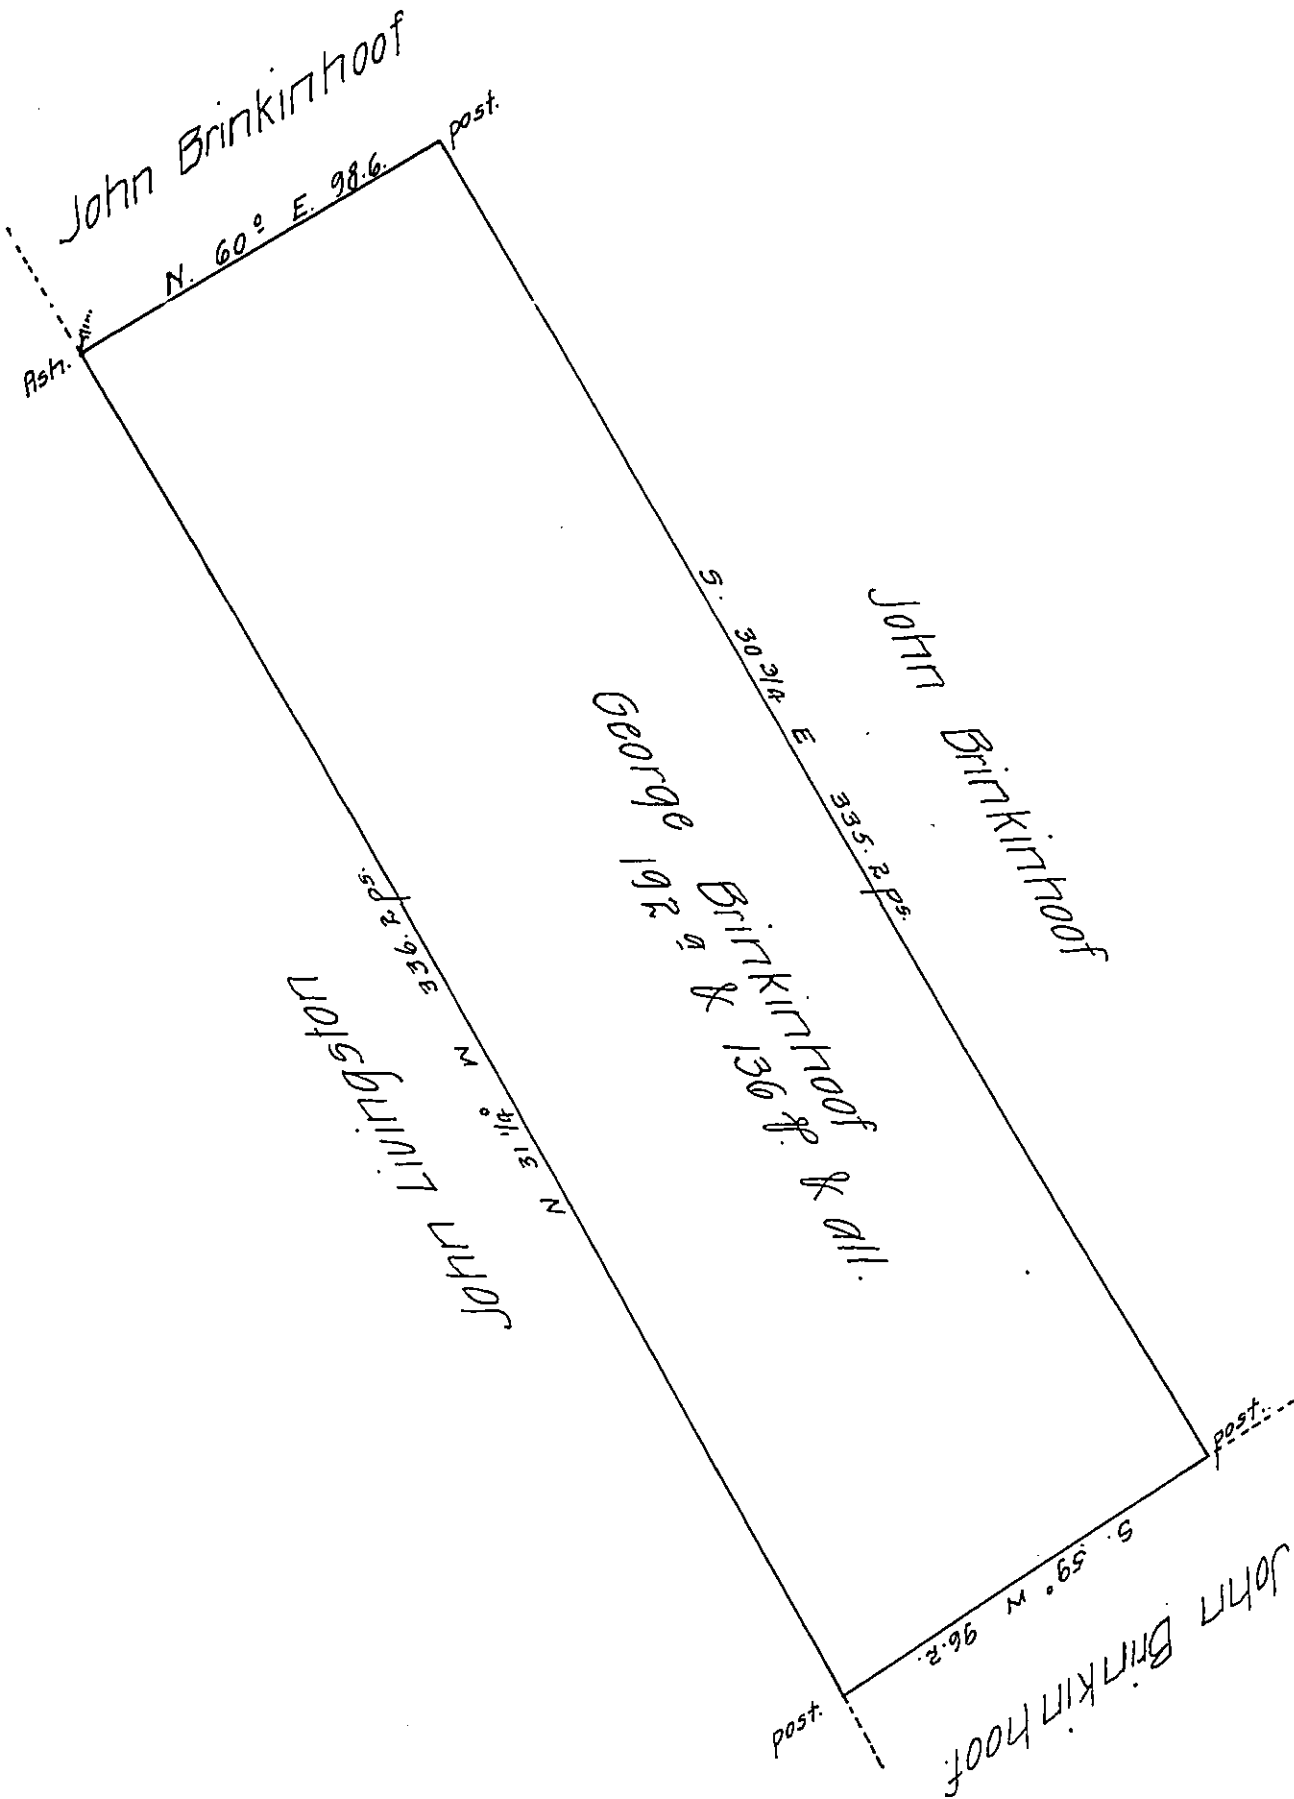 John Brinkinhoof
post.
N. 60° E. 98.6.
Ash.
S. 30 3/4 E 335.2 ps.
John Brinkinhoof
George Brinkinhoof
192 a & 136 p. & all.
N 31 1/4° W 336.2 ps.
John Livingston
post.
S. 59° W 96.2.
John Brinkinhoof.
post.